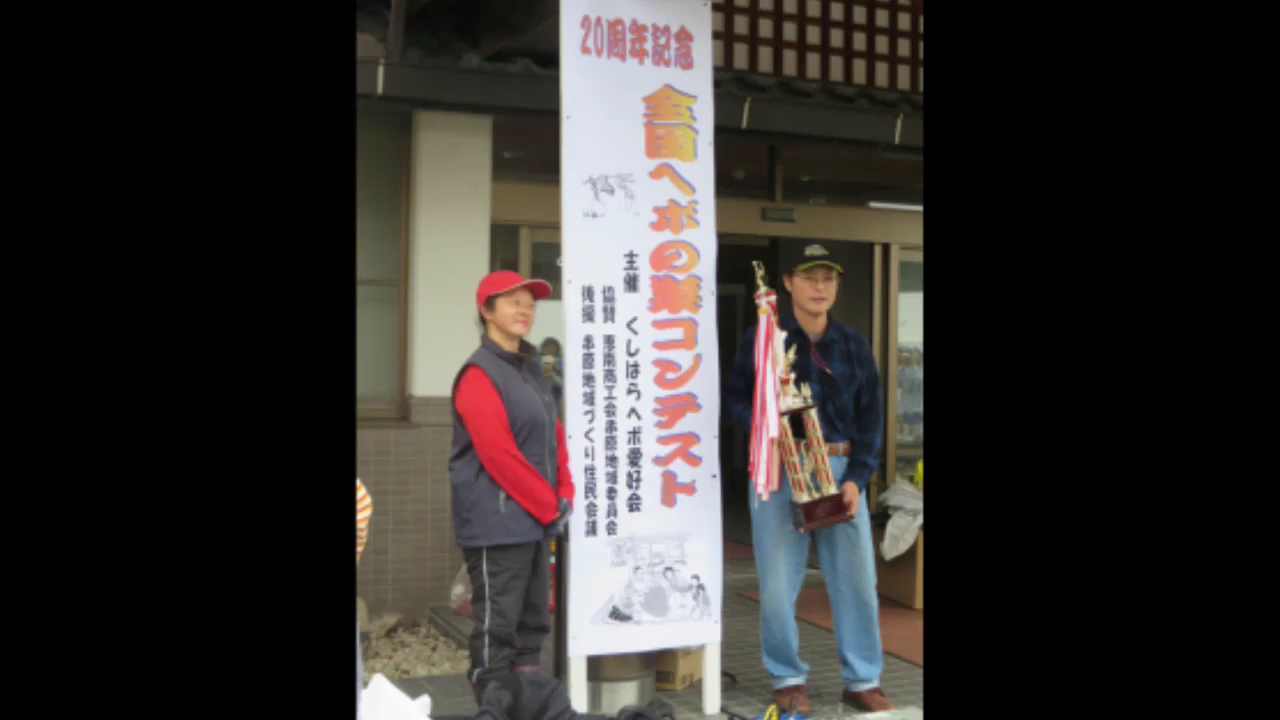 20周年記念
全国へボの巣コンテスト
主催 くしはらヘボ愛好会
協賛 恵南商工会串原地域委員会
後援 串原地域づくり住民会議